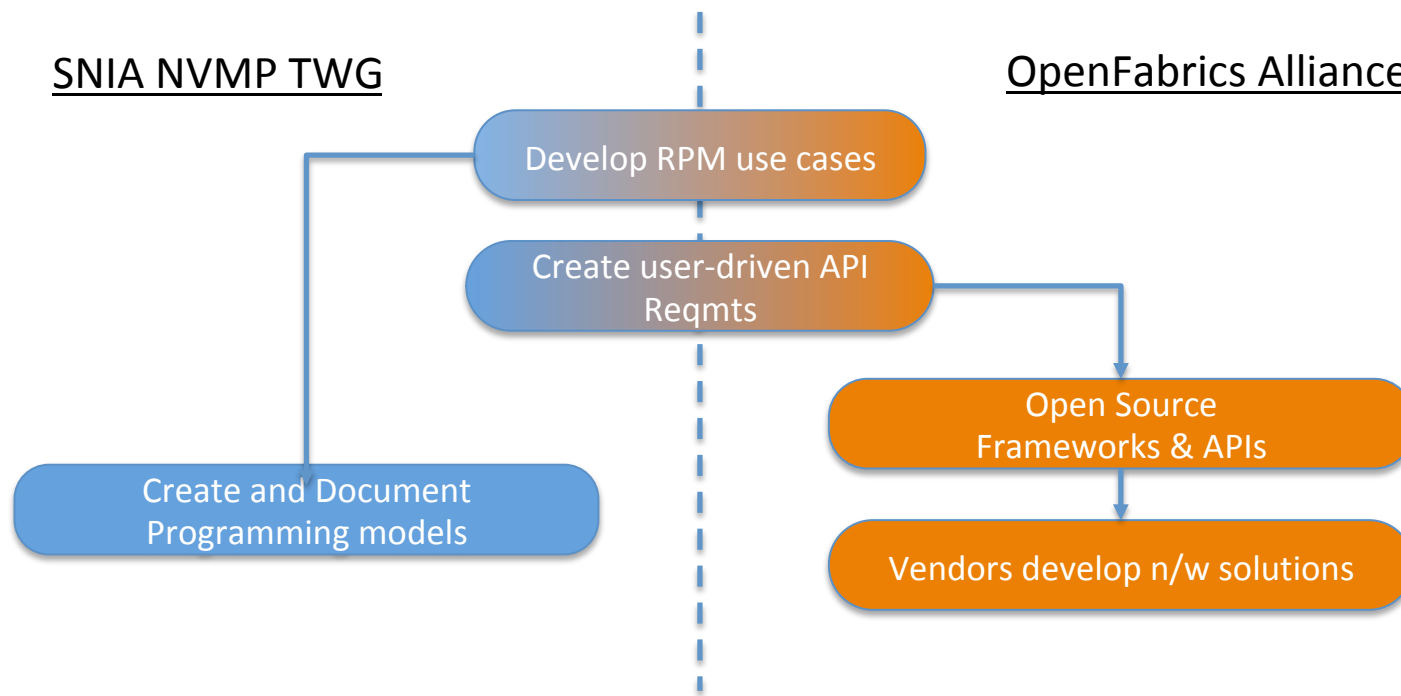 SNIA NVMP TWG
OpenFabrics Alliance
Develop RPM use cases
Create user-driven API
Reqmts
Open Source
Frameworks & APIs
Create and Document
Programming models
Vendors develop n/w solutions